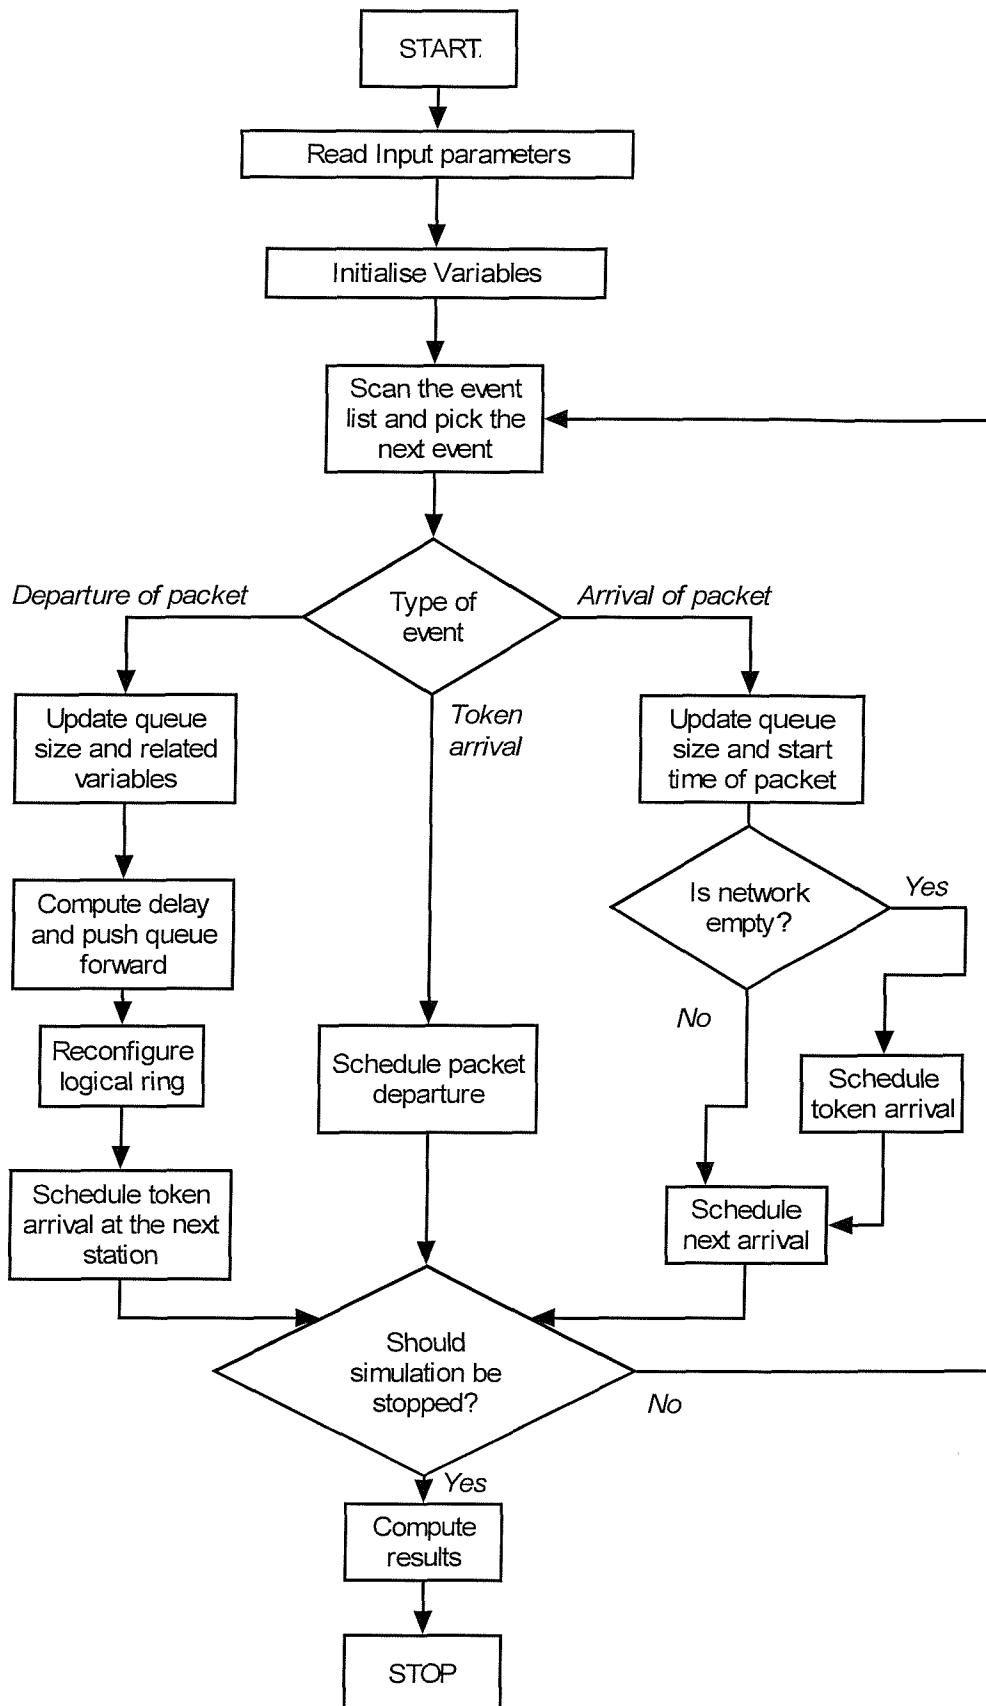 START.
Read Input parameters
Initialise Variables
Scan the event
list and pick the
next event
Departure of packet
Type of
event
Arrival of packet
Update queue
size and related
variables
Token
arrival
Update queue
size and start
time of packet
Compute delay
and push queue
forward
Is network
empty?
Yes
No
Reconfigure
logical ring
Schedule packet
departure
Schedule
token arrival
Schedule token
arrival at the next
station
Schedule
next arrival
Should
simulation be
stopped?
No
Yes
Compute
results
STOP